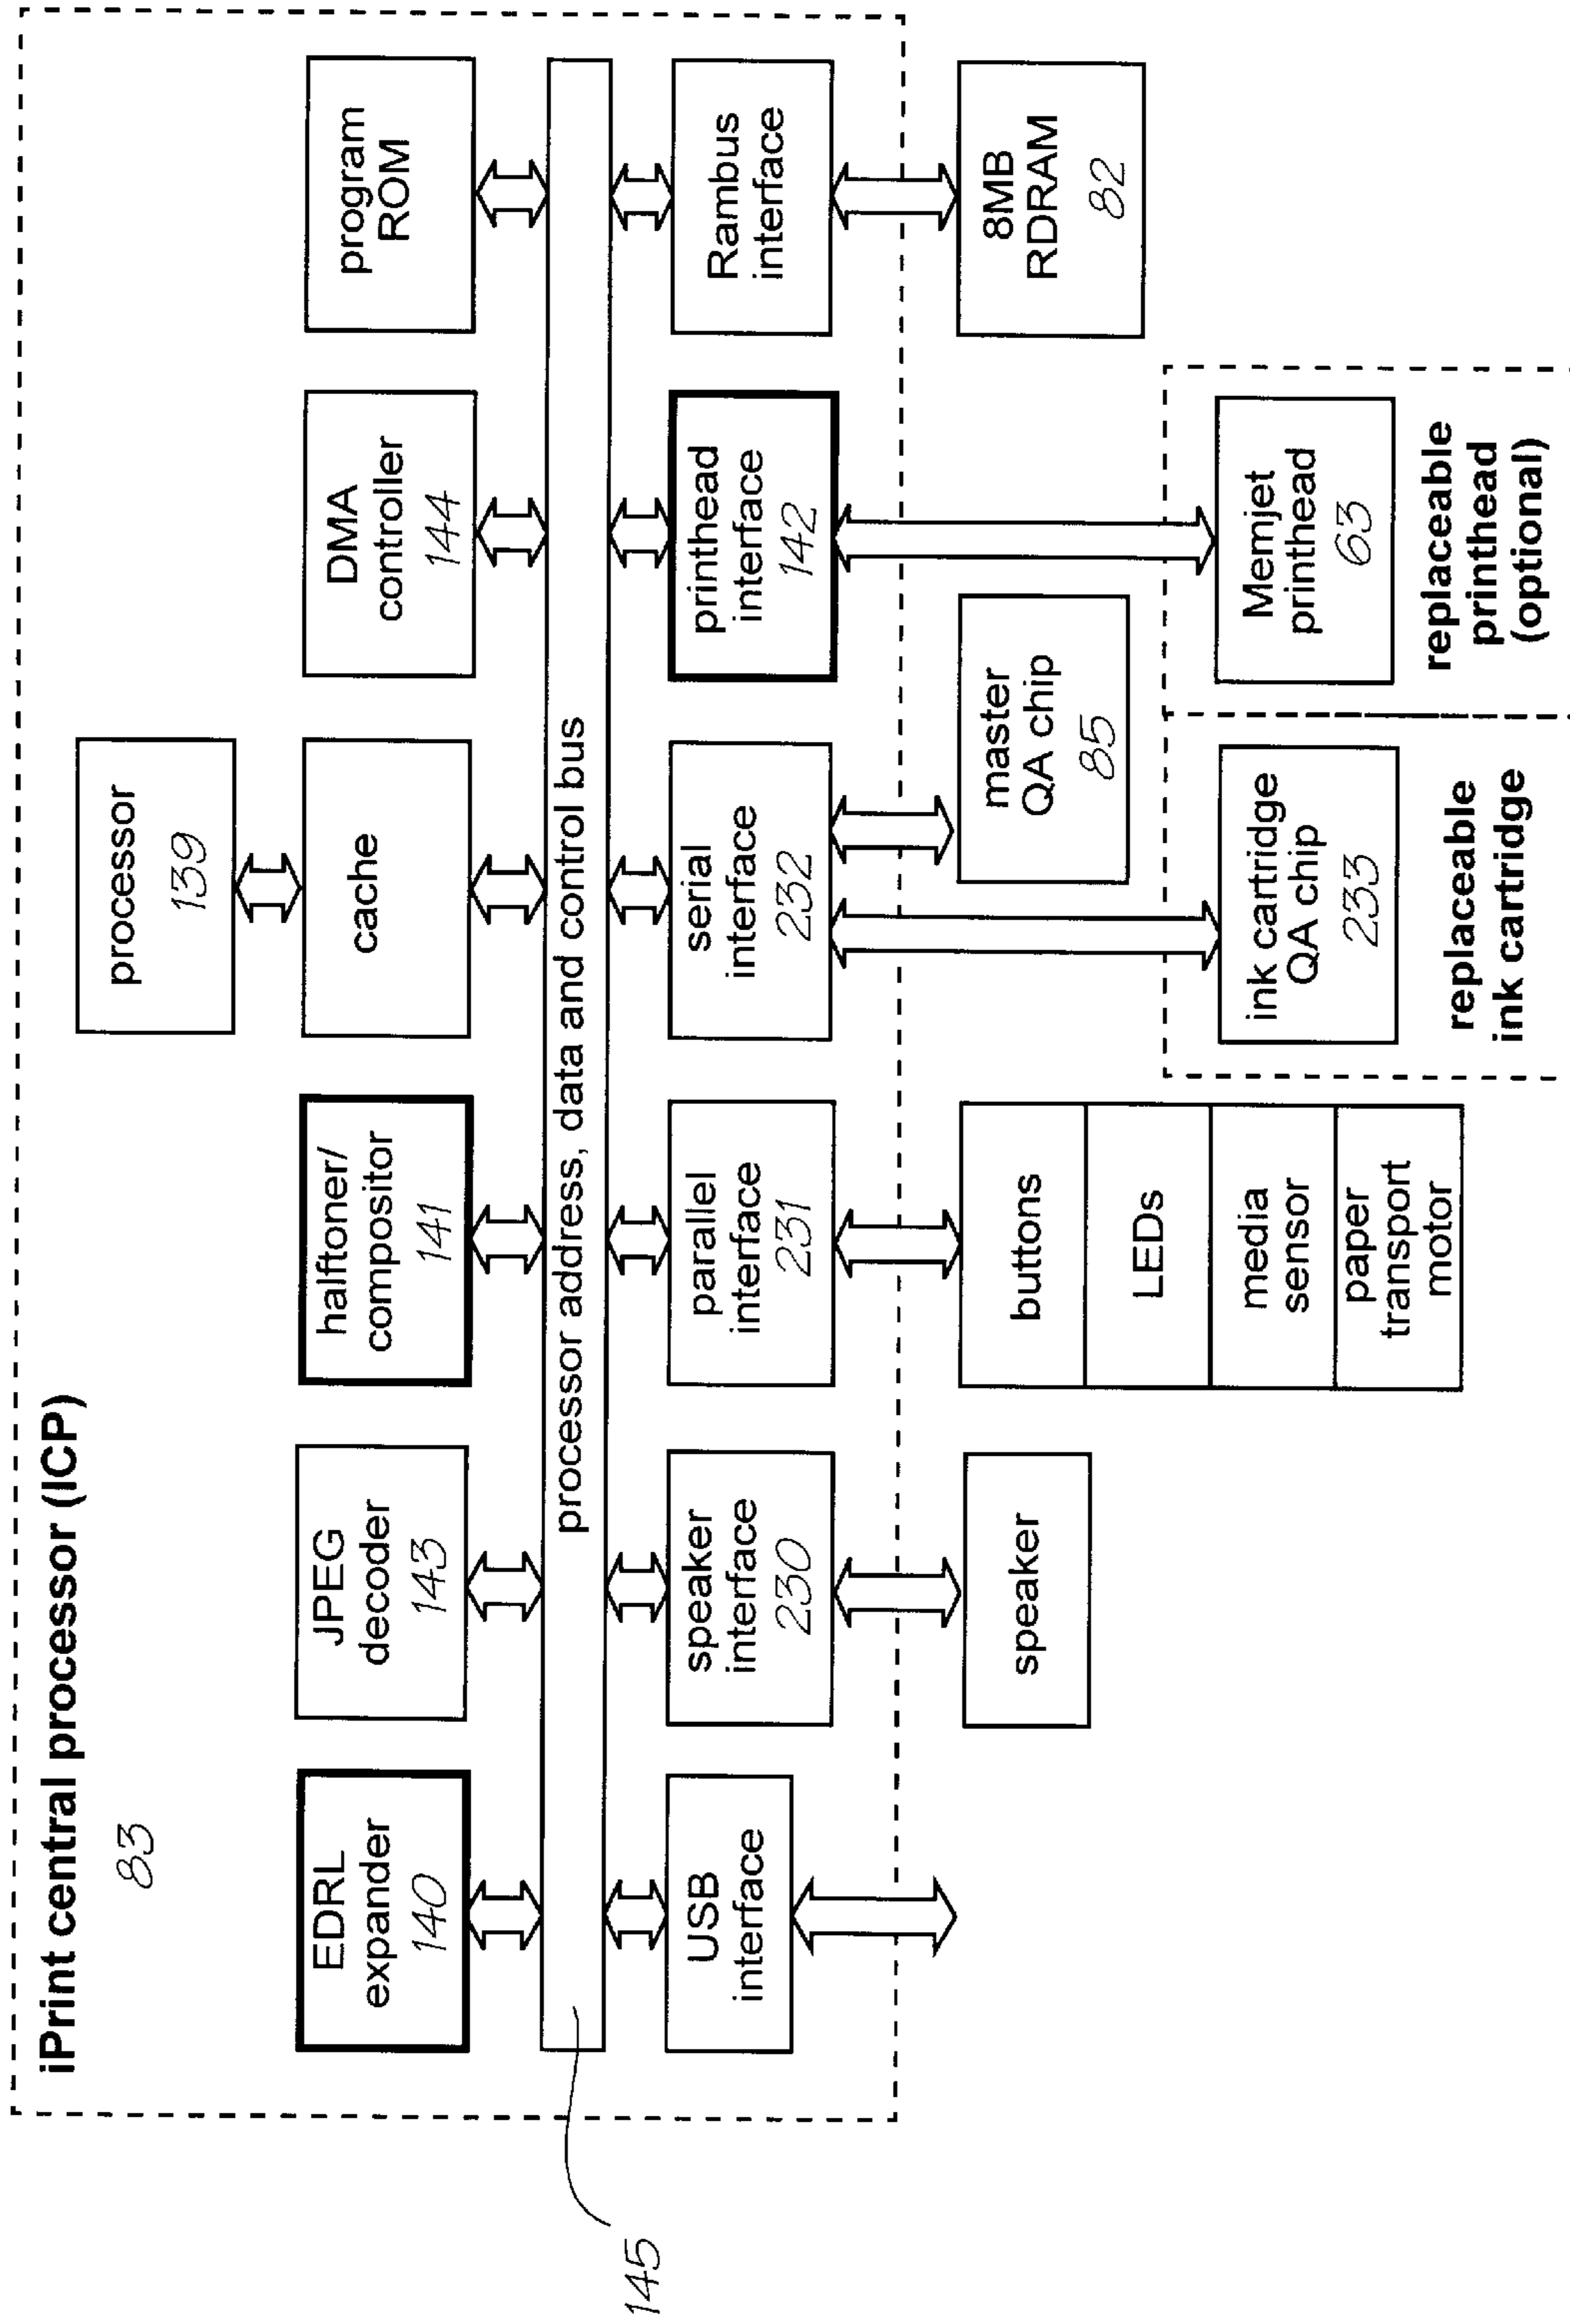 iPrint central processor (ICP)
83
processor
139
EDRL
expander
140
JPEG
decoder
143
halftoner/
compositor
141
cache
DMA
controller
144
program
ROM
processor address, data and control bus
145
USB
interface
speaker
interface
230
parallel
interface
231
serial
interface
232
printhead
interface
142
Rambus
interface
speaker
buttons
LEDs
media
sensor
paper
transport
motor
master
QA chip
85
8MB
RDRAM
82
ink cartridge
QA chip
233
replaceable
ink cartridge
Memjet
printhead
63
replaceable
printhead
(optional)